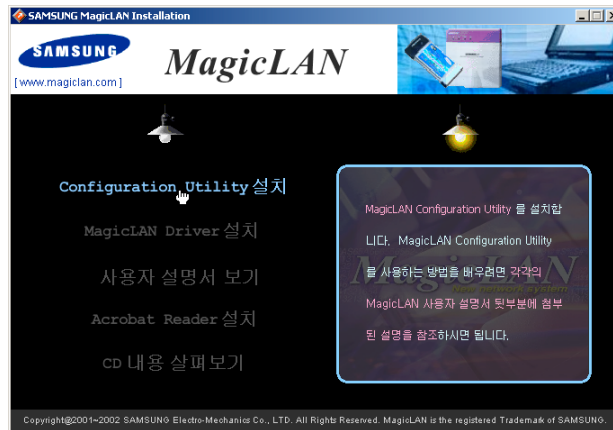 SAMSUNG MagicLAN Installation
SAMSUNG
[ www.magiclan.com ]
MagicLAN
Configuration Utility 설치
MagicLAN Driver 설치
사용자 설명서 보기
Acrobat Reader 설치
CD 내용 살펴보기
MagicLAN Configuration Utility 를 설치합
니다. MagicLAN Configuration Utility
를 사용하는 방법을 배우려면 각각의
MagicLAN 사용자 설명서 뒷부분에 첨부
된 설명을 참조하시면 됩니다.
MagicLAN
New network system
Copyright@2001~2002 SAMSUNG Electro-Mechanics Co., LTD. All Rights Reserved. MagicLAN is the registered Trademark of SAMSUNG.